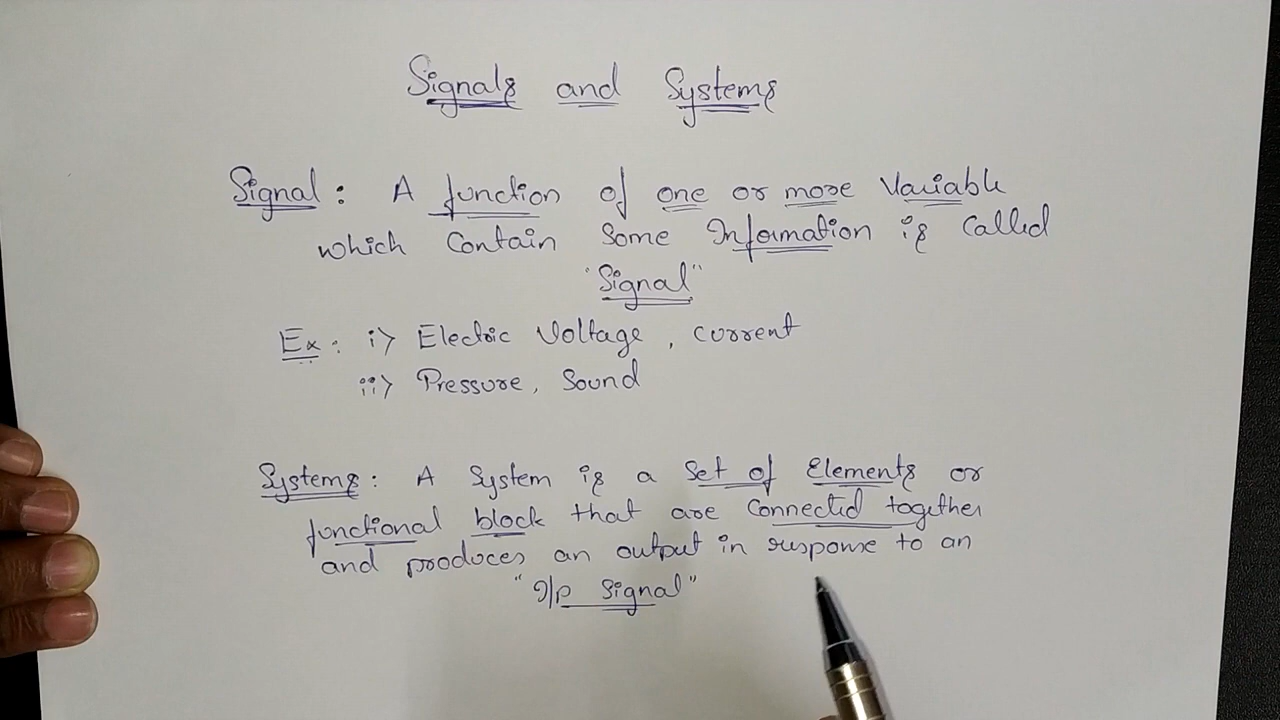 Signals and Systems
Signal : A function of one or more Variable
which Contain Some Information is Called
"Signal"
Ex : i> Electric Voltage , current
ii> Pressure, Sound
Systems : A System is a Set of Elements or
functional block that are Connected together
and produces an output in response to an
"I/p Signal"